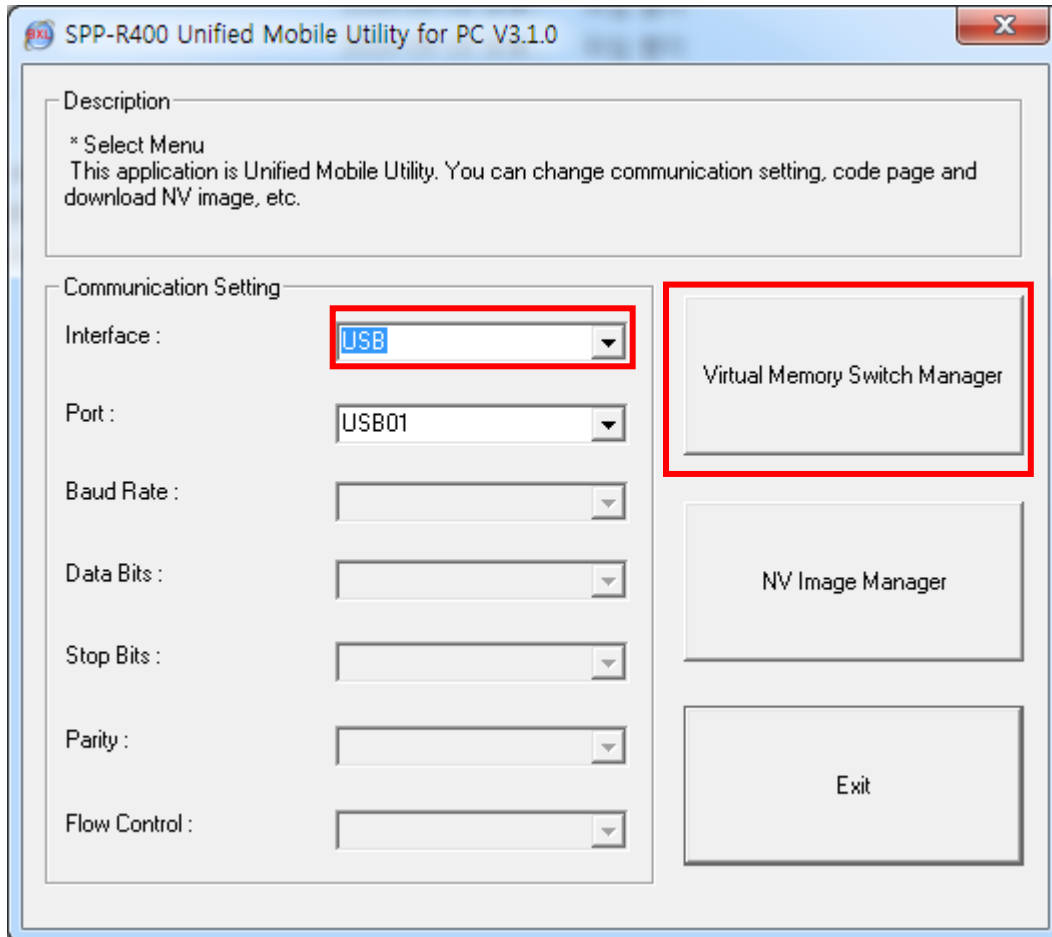 BXL SPP-R400 Unified Mobile Utility for PC V3.1.0
Description
* Select Menu
This application is Unified Mobile Utility. You can change communication setting, code page and
download NV image, etc.
Communication Setting
Interface : USB
Port : USB01
Baud Rate :
Data Bits :
Stop Bits :
Parity :
Flow Control :
Virtual Memory Switch Manager
NV Image Manager
Exit